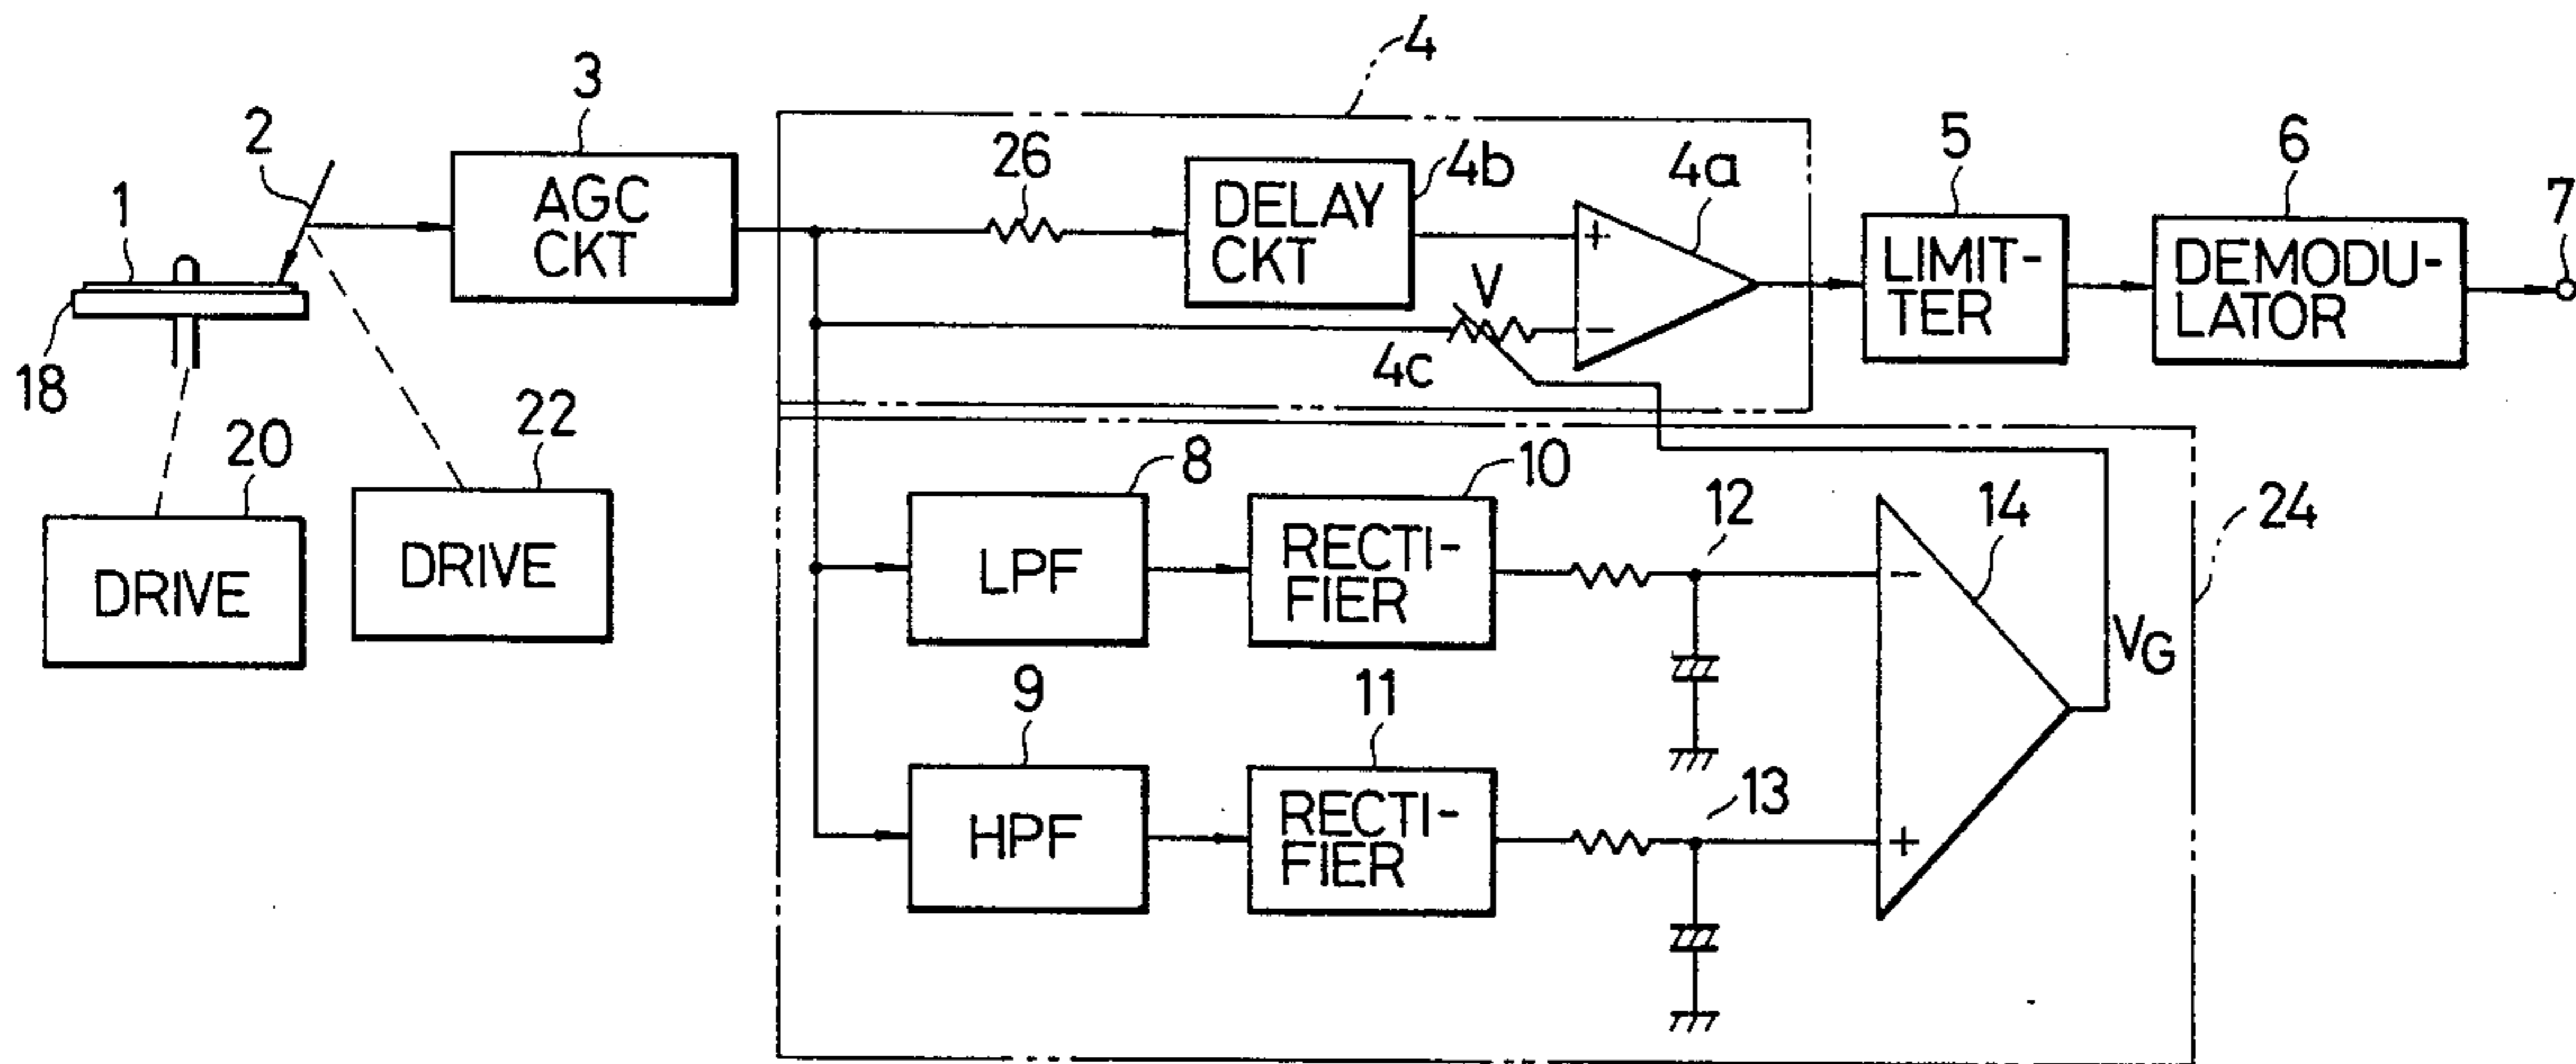 4
3
2
1
AGC
CKT
26
DELAY
CKT
4b
4a
5
6
7
+
V
−
4c
LIMIT-
TER
DEMODU-
LATOR
18
20
22
DRIVE
DRIVE
8
LPF
10
RECTI-
FIER
12
−
14
24
VG
9
HPF
11
RECTI-
FIER
13
+